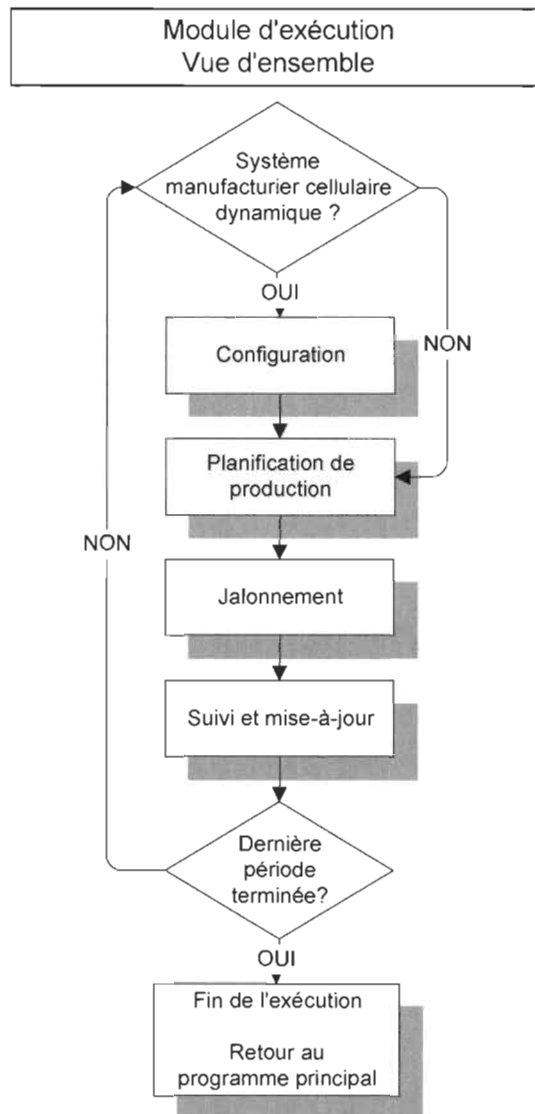 Module d'exécution
Vue d'ensemble
Système
manufacturier cellulaire
dynamique ?
OUI
Configuration
NON
Planification de
production
NON
Jalonnement
Suivi et mise-à-jour
Dernière
période
terminée?
OUI
Fin de l'exécution
Retour au
programme principal